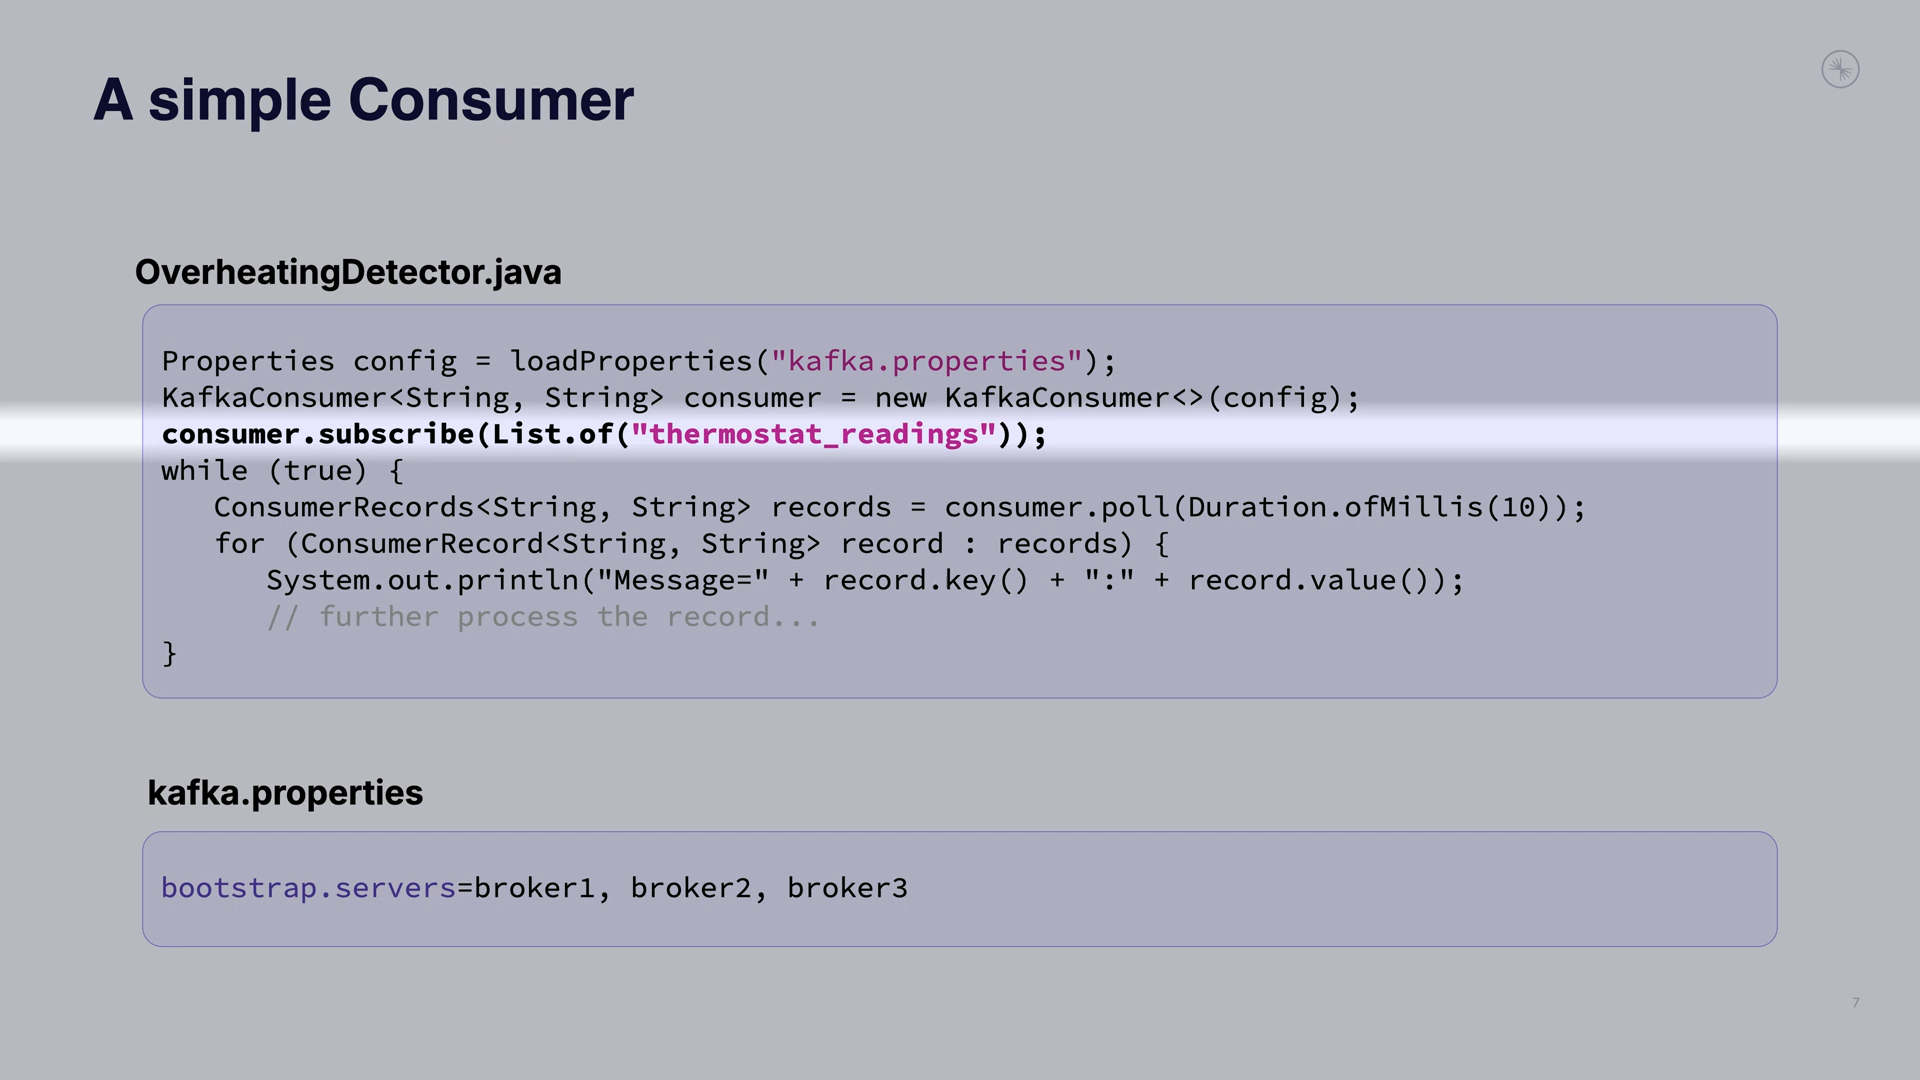 A simple Consumer
OverheatingDetector.java
Properties config = loadProperties("kafka.properties");
KafkaConsumer<String, String> consumer = new KafkaConsumer<>(config);
consumer.subscribe(List.of("thermostat_readings"));
while (true) {
   ConsumerRecords<String, String> records = consumer.poll(Duration.ofMillis(10));
   for (ConsumerRecord<String, String> record : records) {
      System.out.println("Message=" + record.key() + ":" + record.value());
      // further process the record...
}
kafka.properties
bootstrap.servers=broker1, broker2, broker3
7